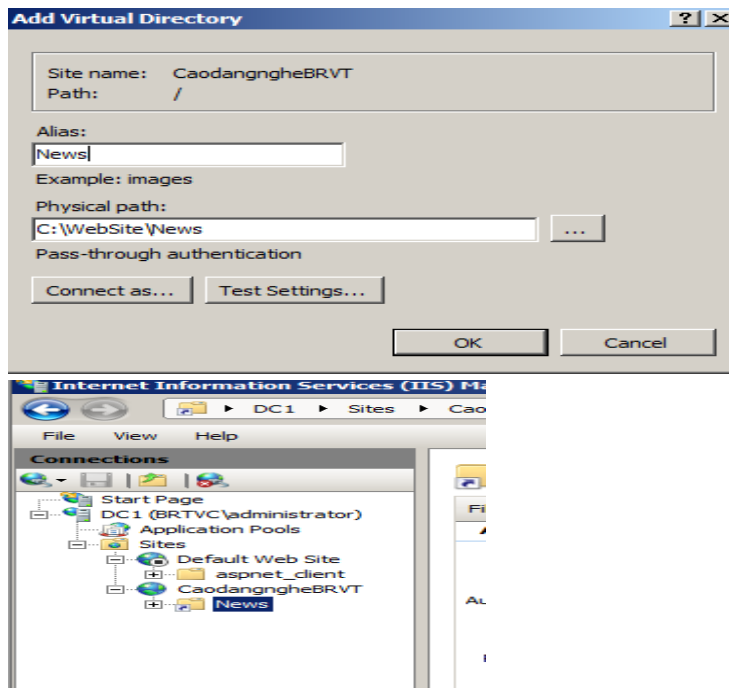 Add Virtual Directory
Site name: CaodangngheBRVT
Path: /
Alias:
News
Example: images
Physical path:
C:\WebSite\News
...
Pass-through authentication
Connect as... Test Settings...
OK Cancel
Internet Information Services (IIS) Ma
DC1 Sites Cao
File View Help
Connections
Start Page
Fi
DC1 (BRTVC\administrator)
Application Pools
Sites
Default Web Site
aspnet_client
CaodangngheBRVT
Au
News